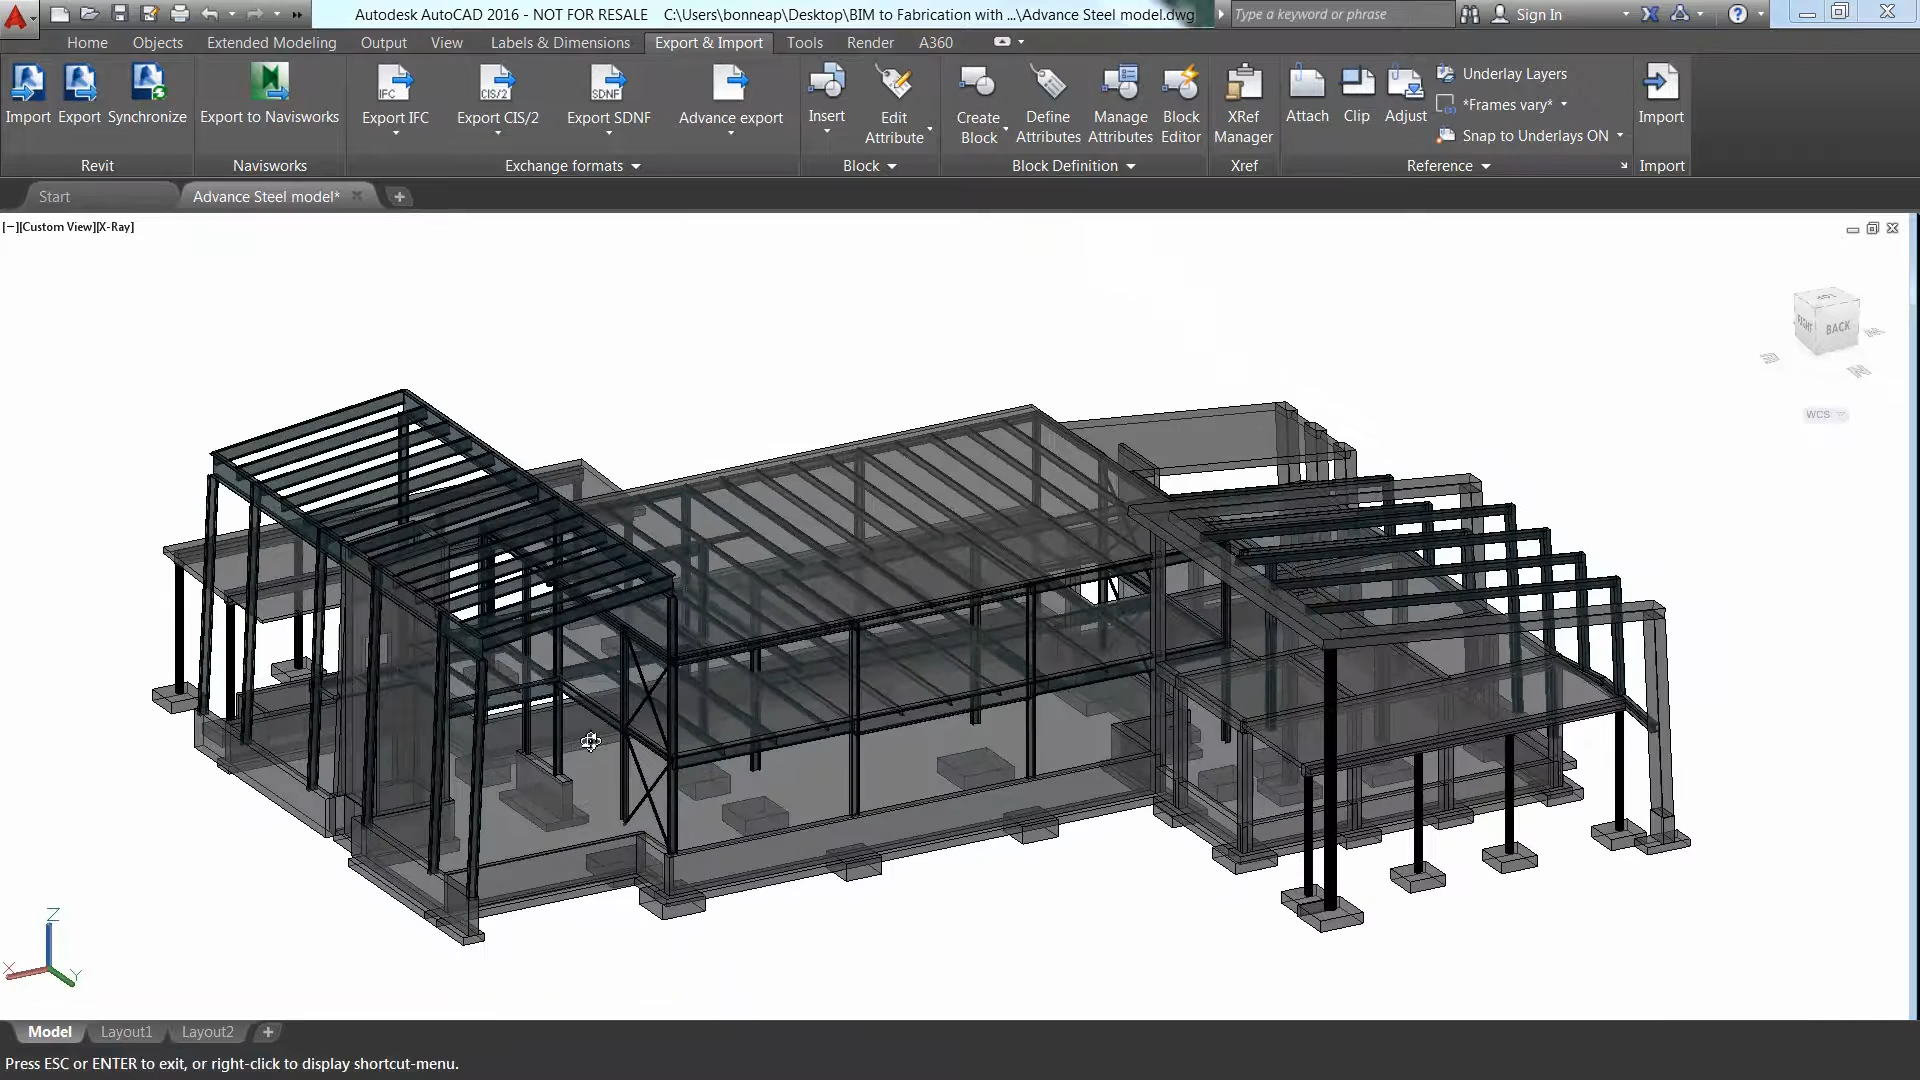 Autodesk AutoCAD 2016 - NOT FOR RESALE C:\Users\bonneap\Desktop\BIM to Fabrication with ...\Advance Steel model.dwg
Type a keyword or phrase
Sign In
Home Objects Extended Modeling Output View Labels & Dimensions Export & Import Tools Render A360
IFC CIS/2 SDNF
Import Export Synchronize
Export to Navisworks
Export IFC Export CIS/2 Export SDNF Advance export
Insert Edit Attribute
Create Block Define Attributes Manage Attributes Block Editor
XRef Manager
Attach Clip Adjust
Underlay Layers
*Frames vary*
Snap to Underlays ON
Import
Revit Navisworks Exchange formats Block Block Definition Xref Reference Import
Start Advance Steel model*
[−][Custom View][X-Ray]
TOP
RIGHT BACK
WCS
Z
X Y
Model Layout1 Layout2
Press ESC or ENTER to exit, or right-click to display shortcut-menu.